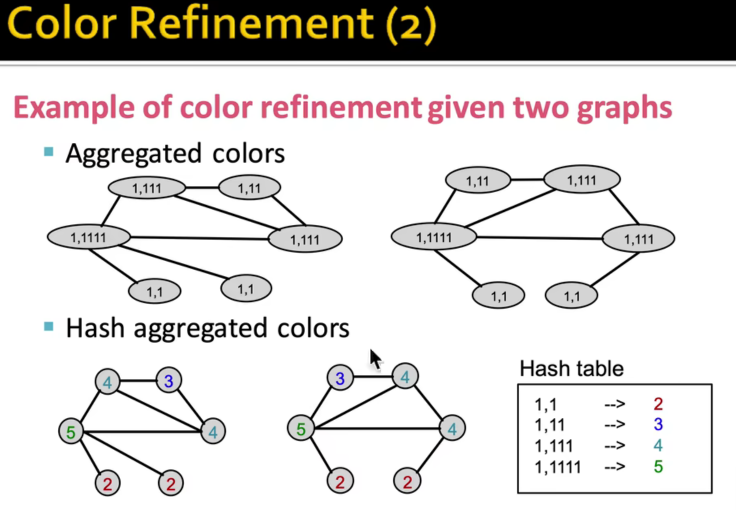 Color Refinement (2)
Example of color refinement given two graphs
Aggregated colors
1,111 1,11
1,1111 1,111
1,1 1,1
1,11 1,111
1,1111 1,111
1,1 1,1
Hash aggregated colors
4 3
5 4
2 2
3 4
5 4
2 2
Hash table
1,1 --> 2
1,11 --> 3
1,111 --> 4
1,1111 --> 5